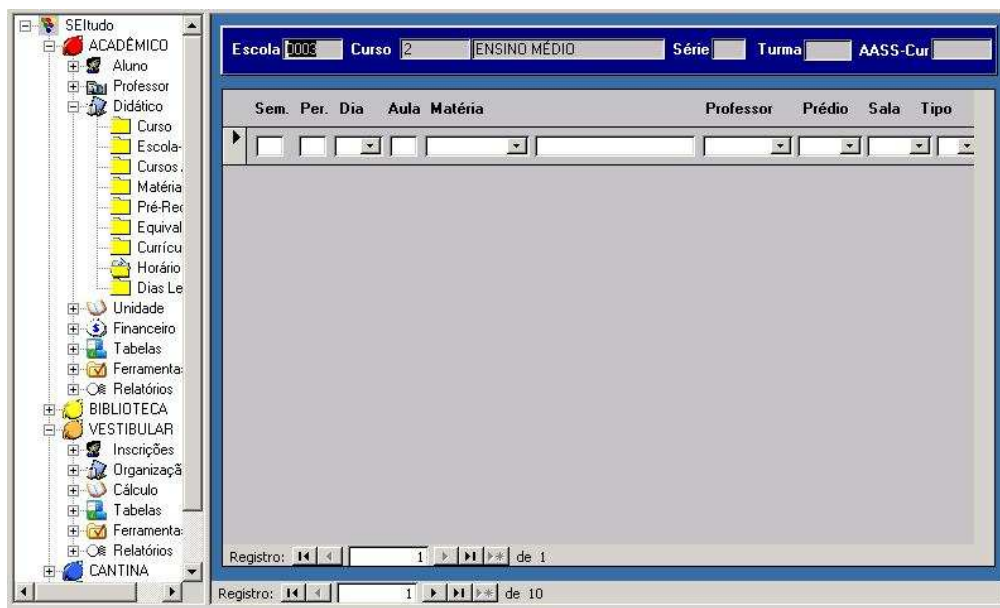 SEItudo
ACADÊMICO
Aluno
Professor
Didático
Curso
Escola-
Cursos.
Matéria
Pré-Rec
Equival
Currícu
Horário
Dias Le
Unidade
Financeiro
Tabelas
Ferramenta
Relatórios
BIBLIOTECA
VESTIBULAR
Inscrições
Organizaçã
Cálculo
Tabelas
Ferramenta
Relatórios
CANTINA
Escola 0003 Curso 2 ENSINO MÉDIO Série Turma AASS-Cur
Sem. Per. Dia Aula Matéria Professor Prédio Sala Tipo
Registro: 1 de 1
Registro: 1 de 10